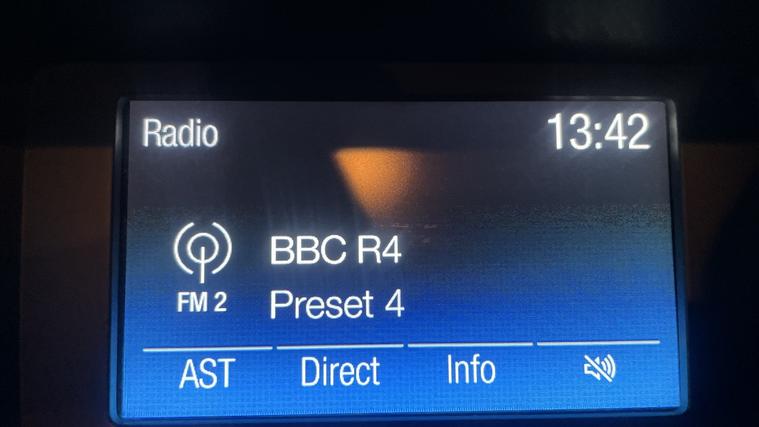 Radio 13:42
BBC R4
FM 2 Preset 4
AST Direct Info